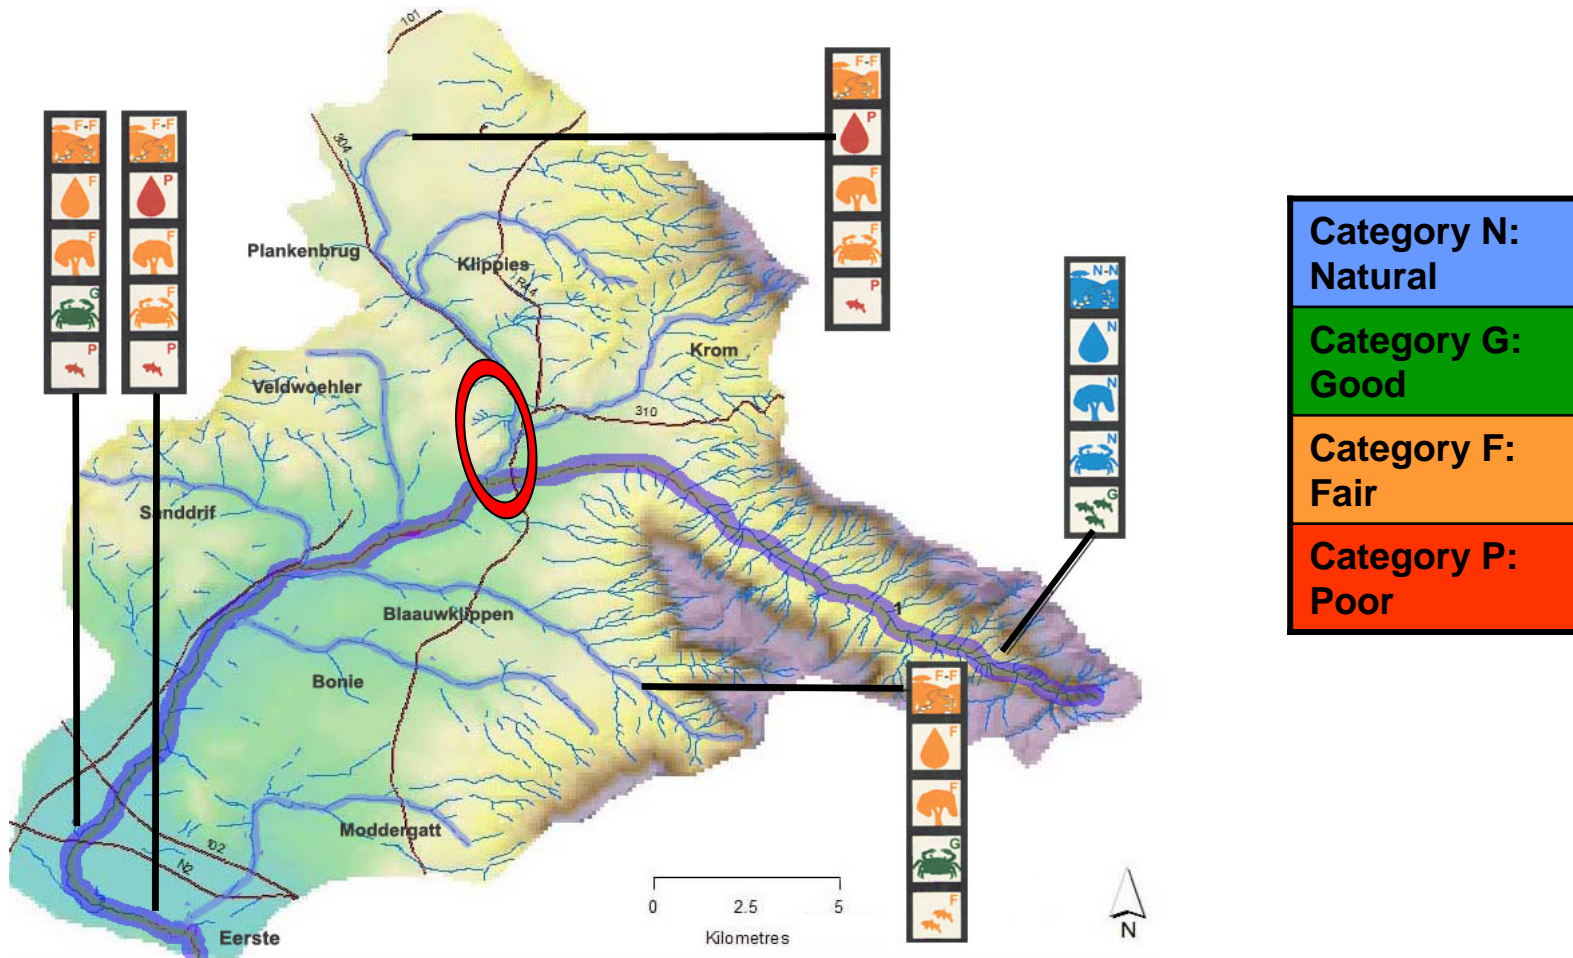 101
F-F
P
F
F
P
F-F
F
F
G
P
F-F
P
F
F
P
304
Plankenbrug
Klippies
R44
Krom
310
Veldwoehler
Sanddrif
N-N
N
N
N
G
Category N:
Natural
Category G:
Good
Category F:
Fair
Category P:
Poor
Blaauwklippen
1
Bonie
F-F
F
F
G
F
Moddergatt
102
N2
Eerste
0 2.5 5
Kilometres
N